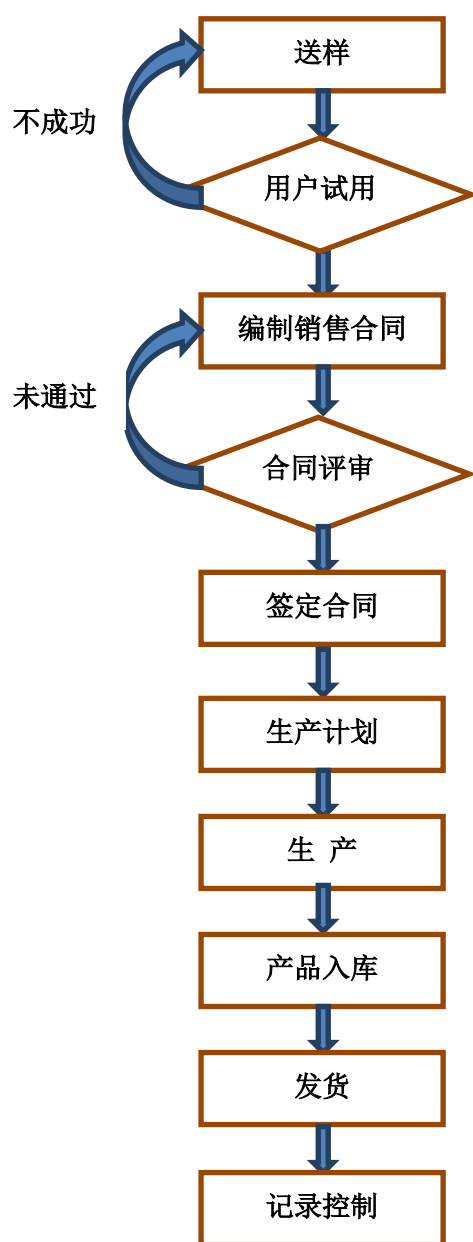 送样
不成功
用户试用
编制销售合同
未通过
合同评审
签定合同
生产计划
生 产
产品入库
发货
记录控制